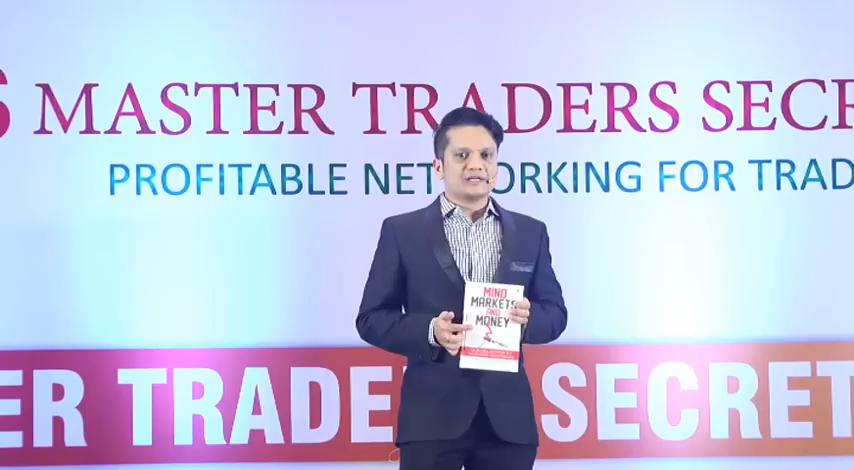 S MASTER TRADERS SECR
PROFITABLE NETWORKING FOR TRAD
MIND
MARKETS
AND
MONEY
ER TRADE SECRET